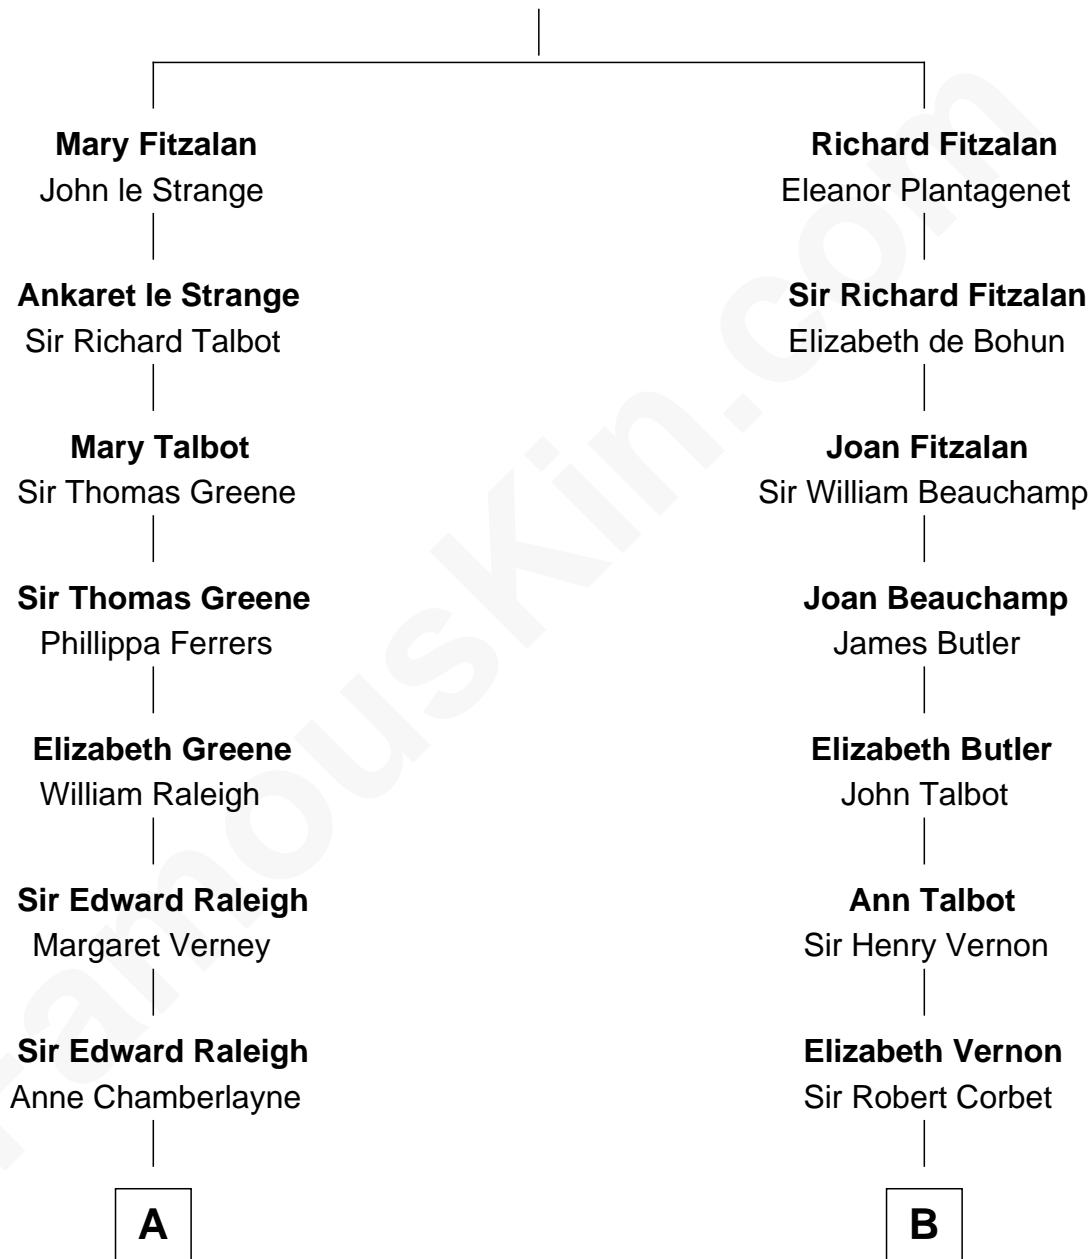 Mary Fitzalan
John le Strange
Richard Fitzalan
Eleanor Plantagenet
Ankaret le Strange
Sir Richard Talbot
Sir Richard Fitzalan
Elizabeth de Bohun
Mary Talbot
Sir Thomas Greene
Joan Fitzalan
Sir William Beauchamp
Sir Thomas Greene
Phillippa Ferrers
Joan Beauchamp
James Butler
Elizabeth Greene
William Raleigh
Elizabeth Butler
John Talbot
Sir Edward Raleigh
Margaret Verney
Ann Talbot
Sir Henry Vernon
Sir Edward Raleigh
Anne Chamberlayne
Elizabeth Vernon
Sir Robert Corbet
A
B
FamousKin.com